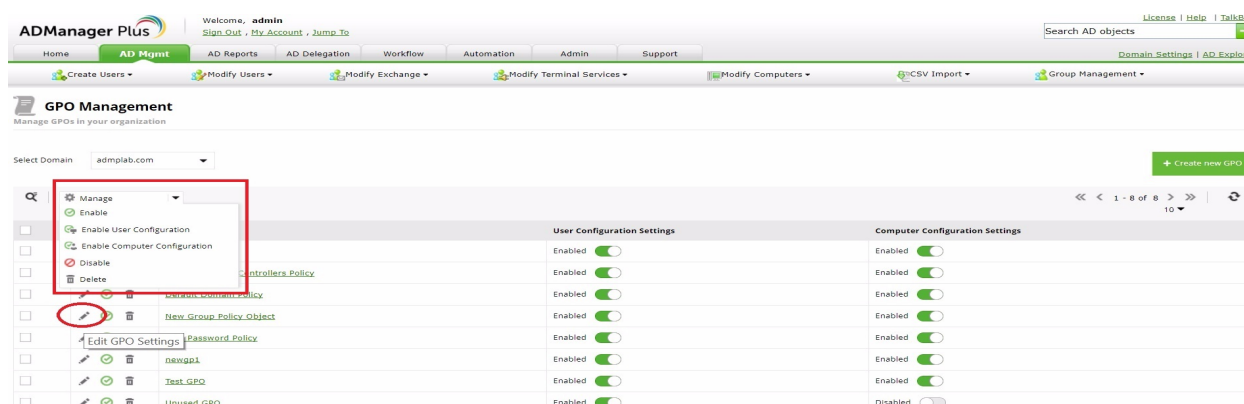 ADManager Plus
Welcome, admin
Sign Out , My Account , Jump To
License | Help | TalkB
Search AD objects
Home AD Mgmt AD Reports AD Delegation Workflow Automation Admin Support
Domain Settings | AD Explo
Create Users Modify Users Modify Exchange Modify Terminal Services Modify Computers CSV Import Group Management
GPO Management
Manage GPOs in your organization
Select Domain admplab.com
+ Create new GPO
Manage
1 - 8 of 8
10
Enable
Enable User Configuration
Enable Computer Configuration
Disable
Delete
User Configuration Settings Computer Configuration Settings
Enabled Enabled
Controllers Policy Enabled Enabled
Default Domain Policy Enabled Enabled
New Group Policy Object Enabled Enabled
Edit GPO Settings
Password Policy Enabled Enabled
newgp1 Enabled Enabled
Test GPO Enabled Enabled
Unused GPO Enabled Disabled